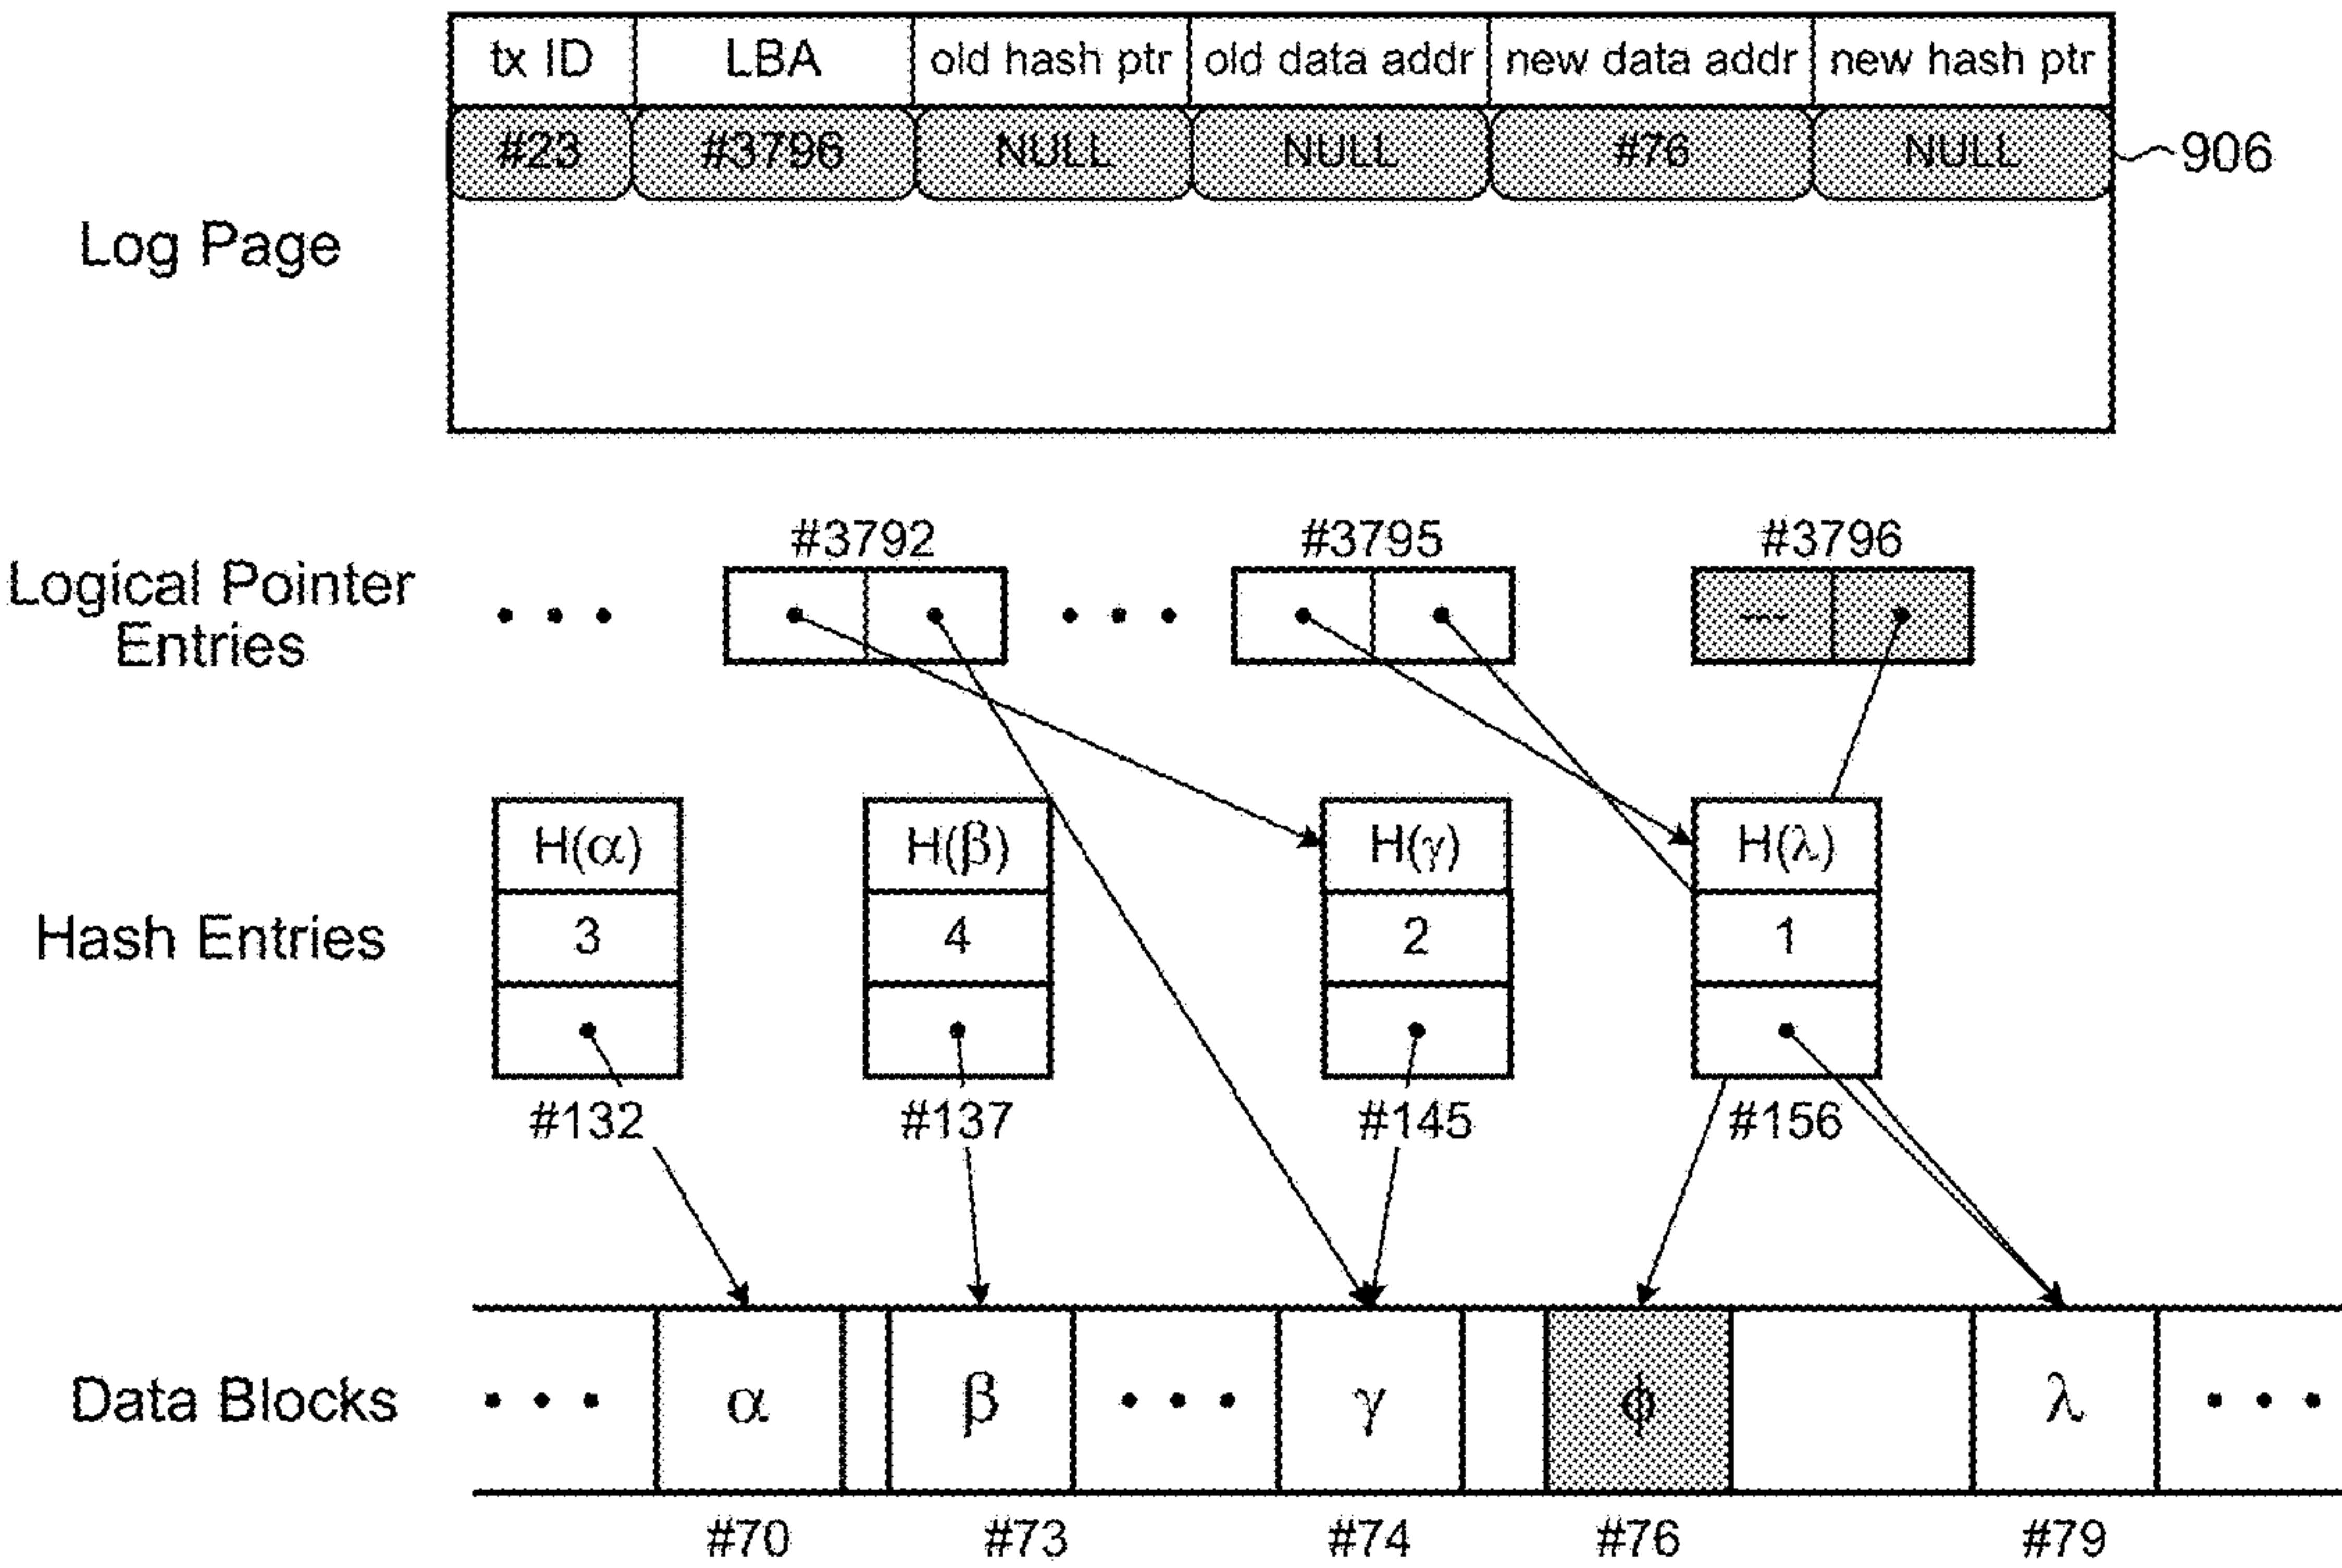 tx ID LBA old hash ptr old data addr new data addr new hash ptr
#23 #3796 NULL NULL #76 NULL 906
Log Page
#3792 #3795 #3796
Logical Pointer
Entries
H(α) H(β) H(γ) H(λ)
Hash Entries 3 4 2 1
#132 #137 #145 #156
Data Blocks α β γ ϕ λ
#70 #73 #74 #76 #79